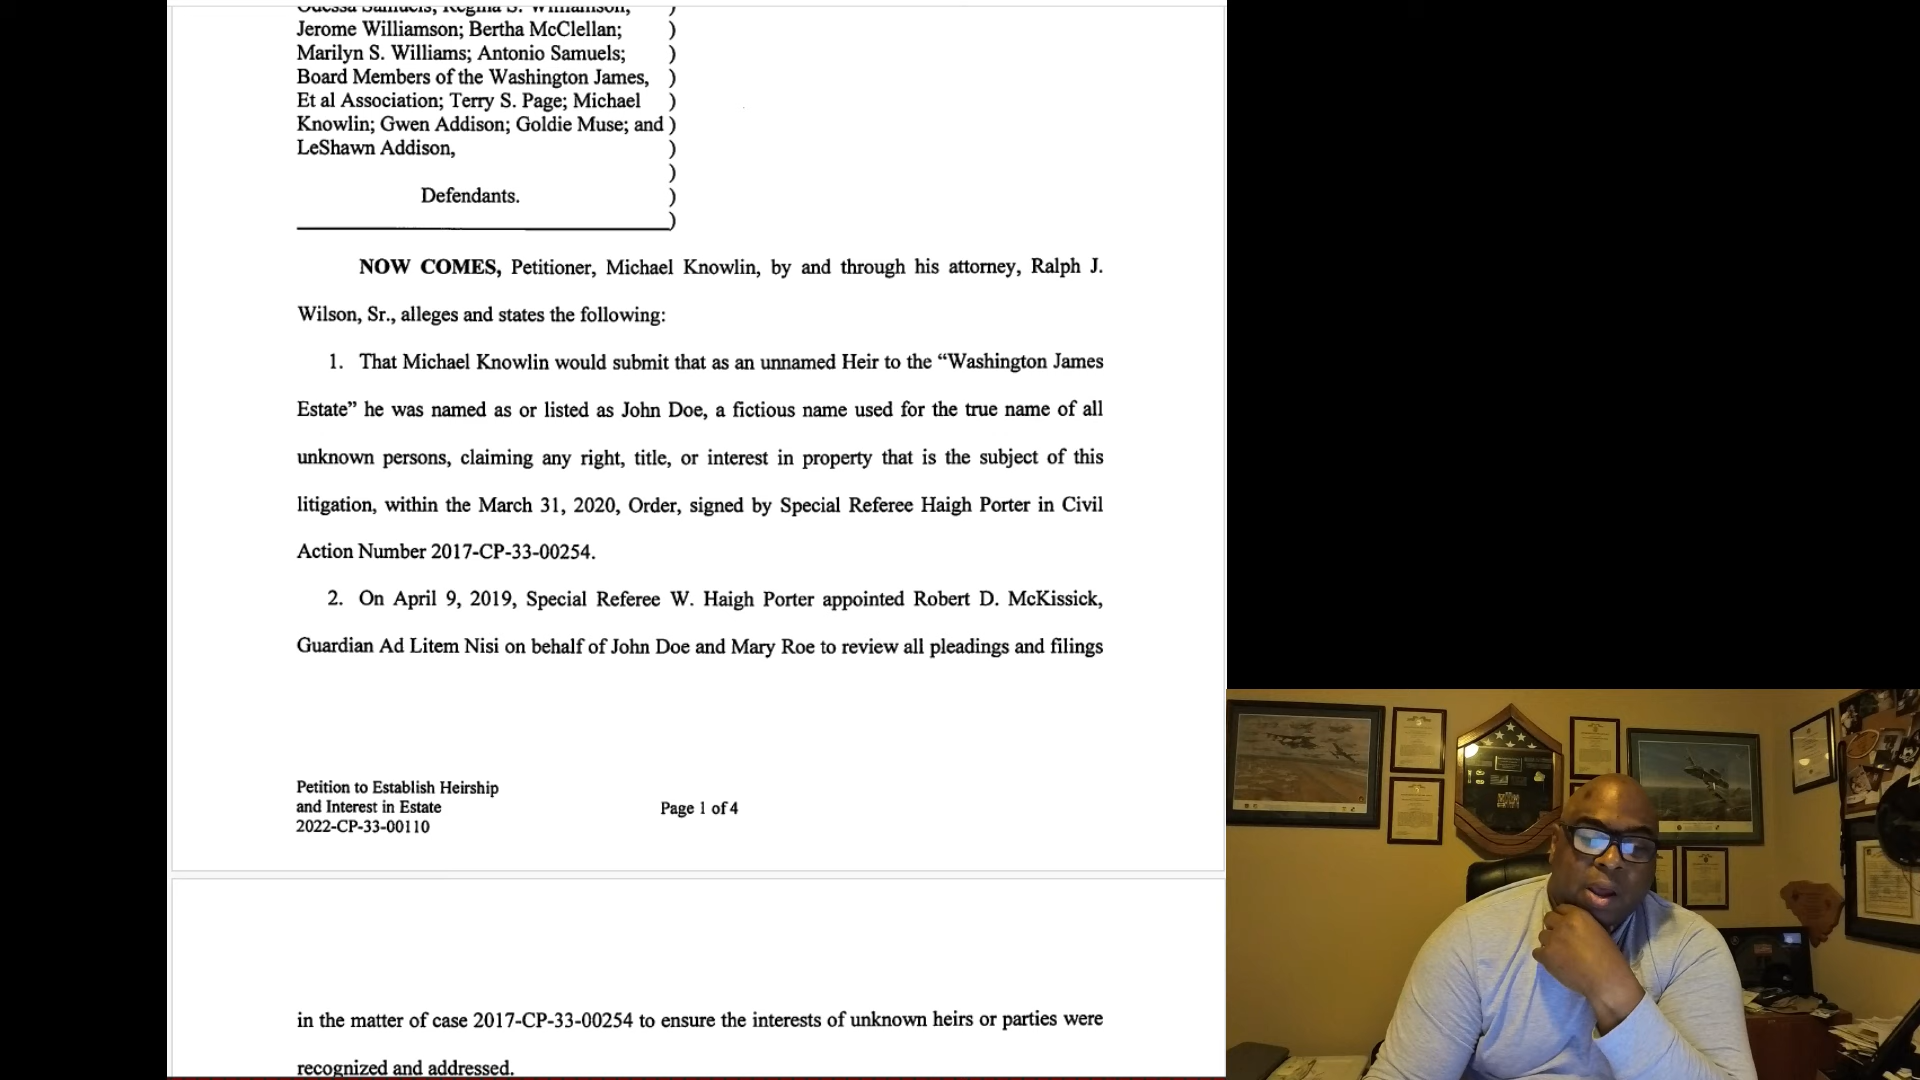 Odessa Samuels; Regina S. Williamson; )
Jerome Williamson; Bertha McClellan; )
Marilyn S. Williams; Antonio Samuels; )
Board Members of the Washington James, )
Et al Association; Terry S. Page; Michael )
Knowlin; Gwen Addison; Goldie Muse; and )
LeShawn Addison, )
)
Defendants. )
)
NOW COMES, Petitioner, Michael Knowlin, by and through his attorney, Ralph J.
Wilson, Sr., alleges and states the following:
1. That Michael Knowlin would submit that as an unnamed Heir to the “Washington James
Estate” he was named as or listed as John Doe, a fictious name used for the true name of all
unknown persons, claiming any right, title, or interest in property that is the subject of this
litigation, within the March 31, 2020, Order, signed by Special Referee Haigh Porter in Civil
Action Number 2017-CP-33-00254.
2. On April 9, 2019, Special Referee W. Haigh Porter appointed Robert D. McKissick,
Guardian Ad Litem Nisi on behalf of John Doe and Mary Roe to review all pleadings and filings
Petition to Establish Heirship
and Interest in Estate
2022-CP-33-00110
Page 1 of 4
in the matter of case 2017-CP-33-00254 to ensure the interests of unknown heirs or parties were
recognized and addressed.